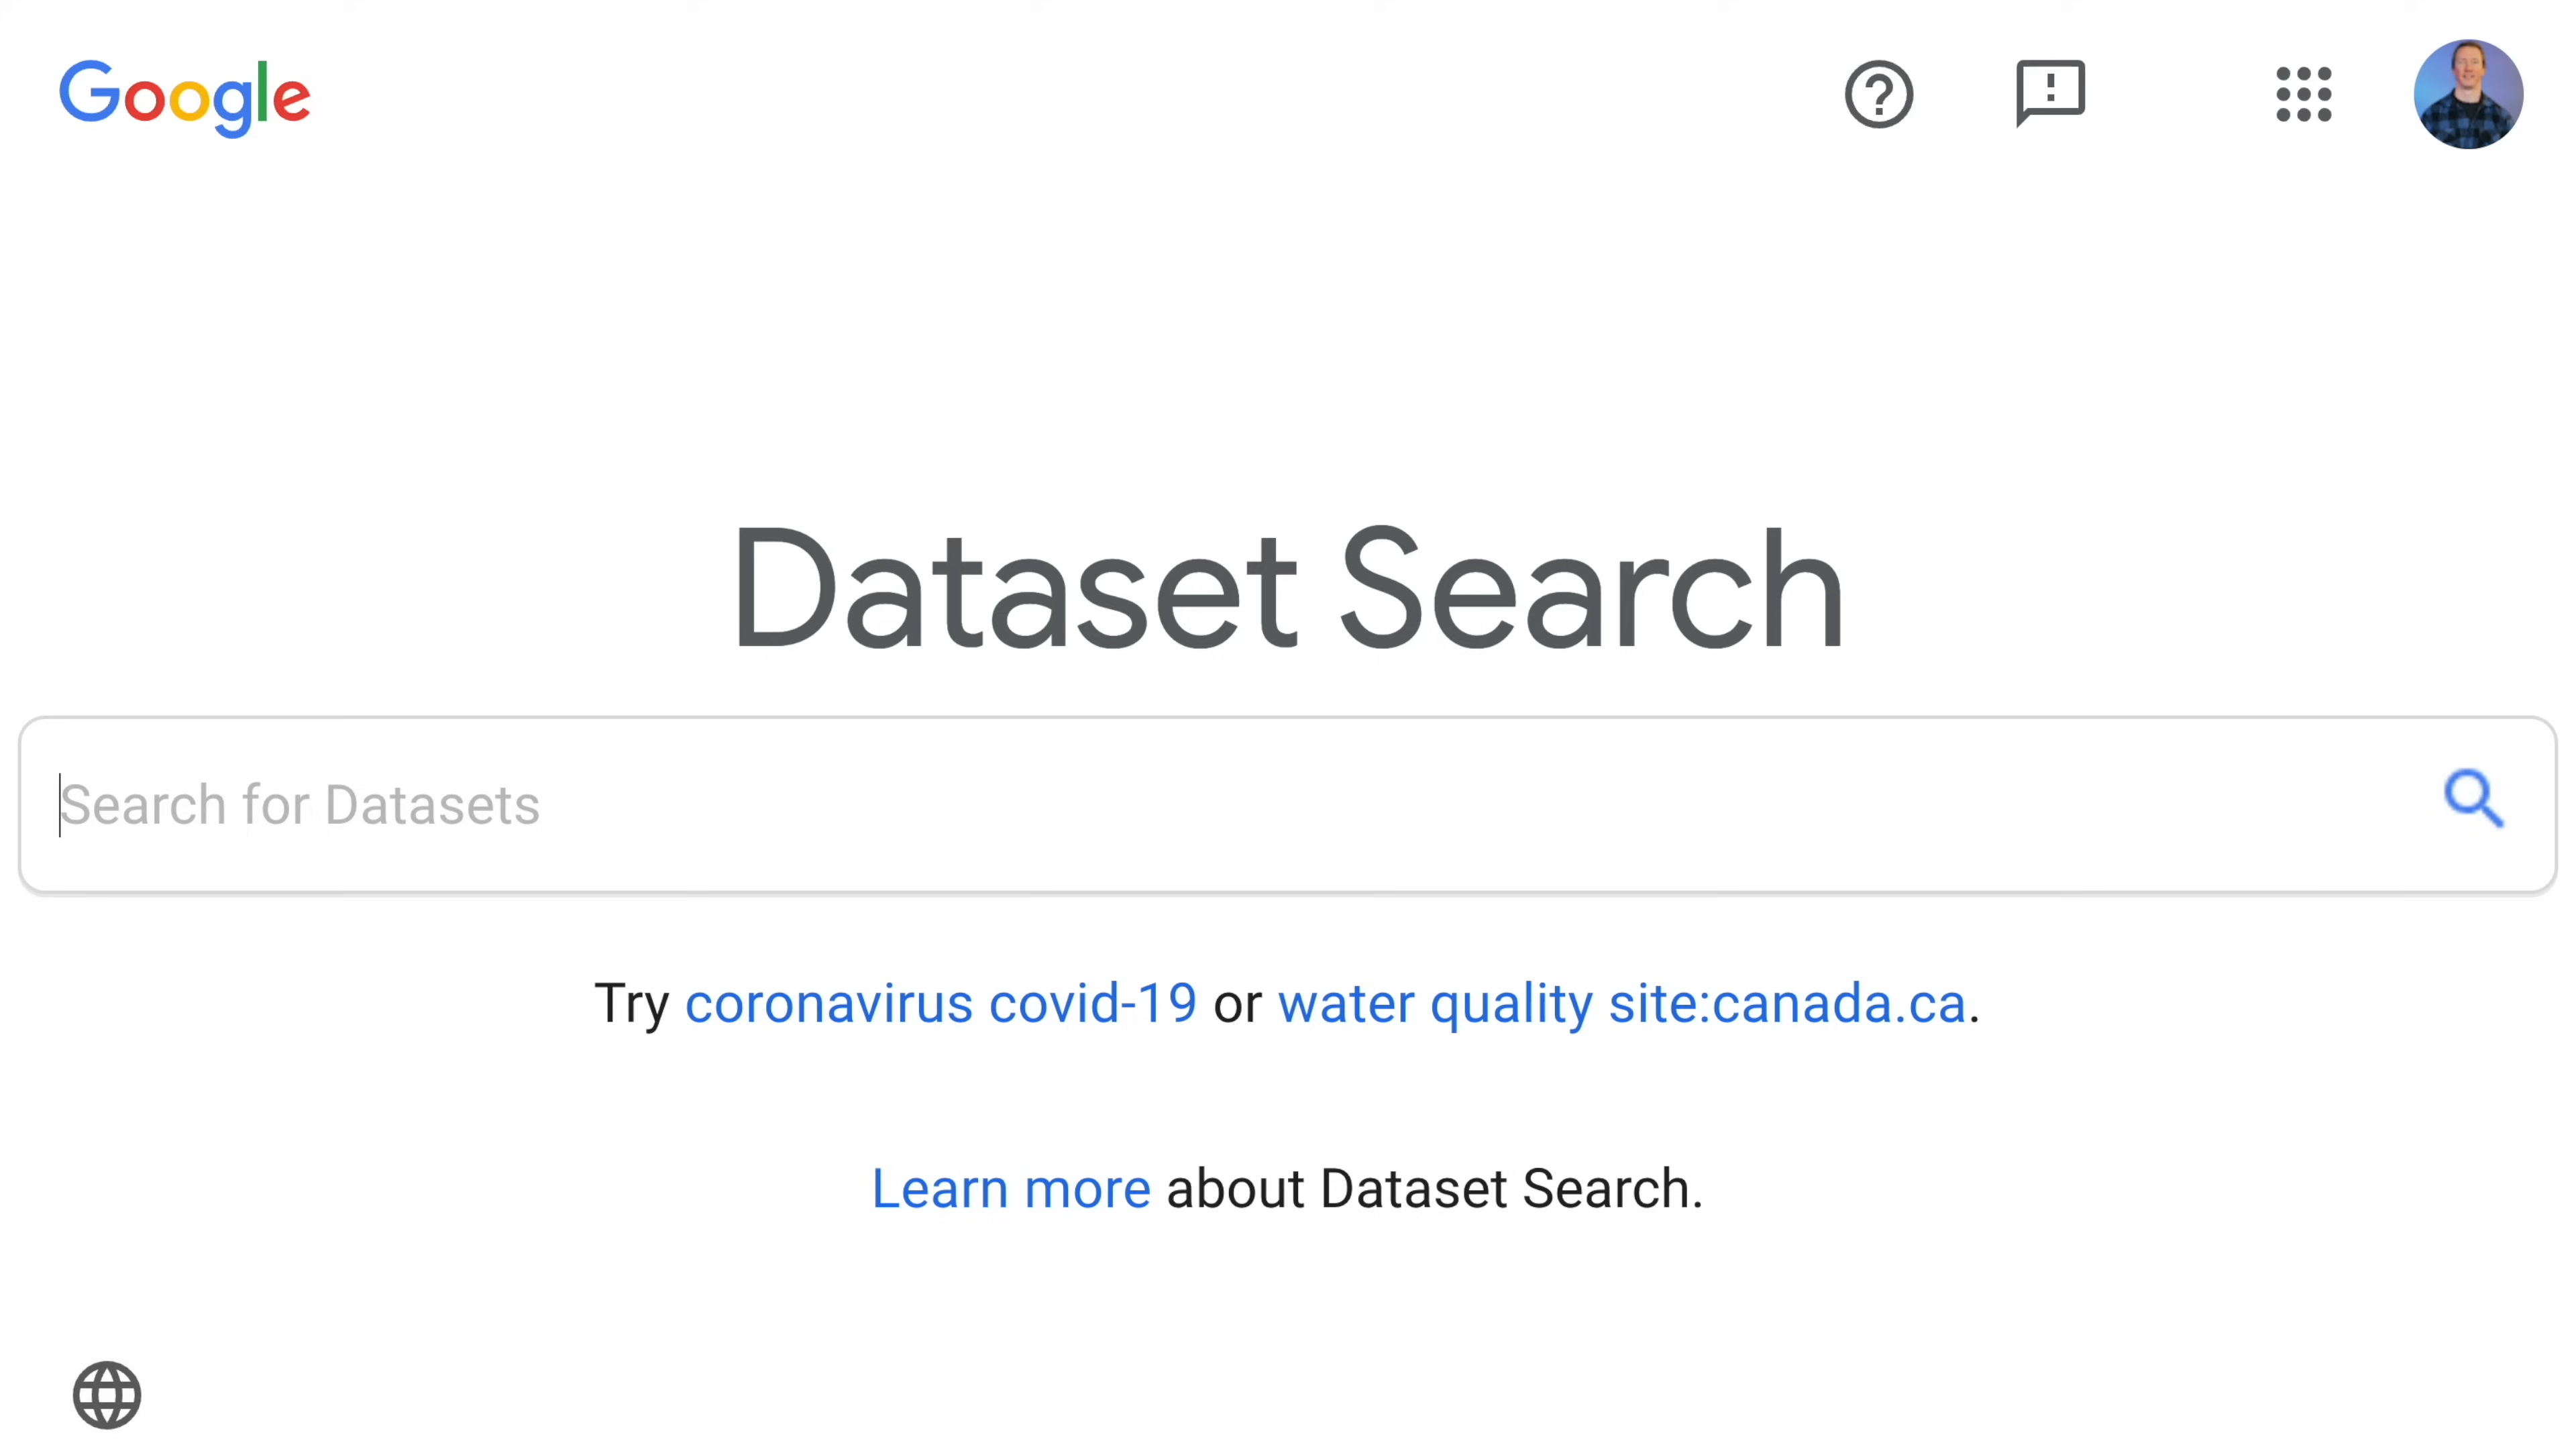 Google
Dataset Search
Search for Datasets
Try coronavirus covid-19 or water quality site:canada.ca.
Learn more about Dataset Search.